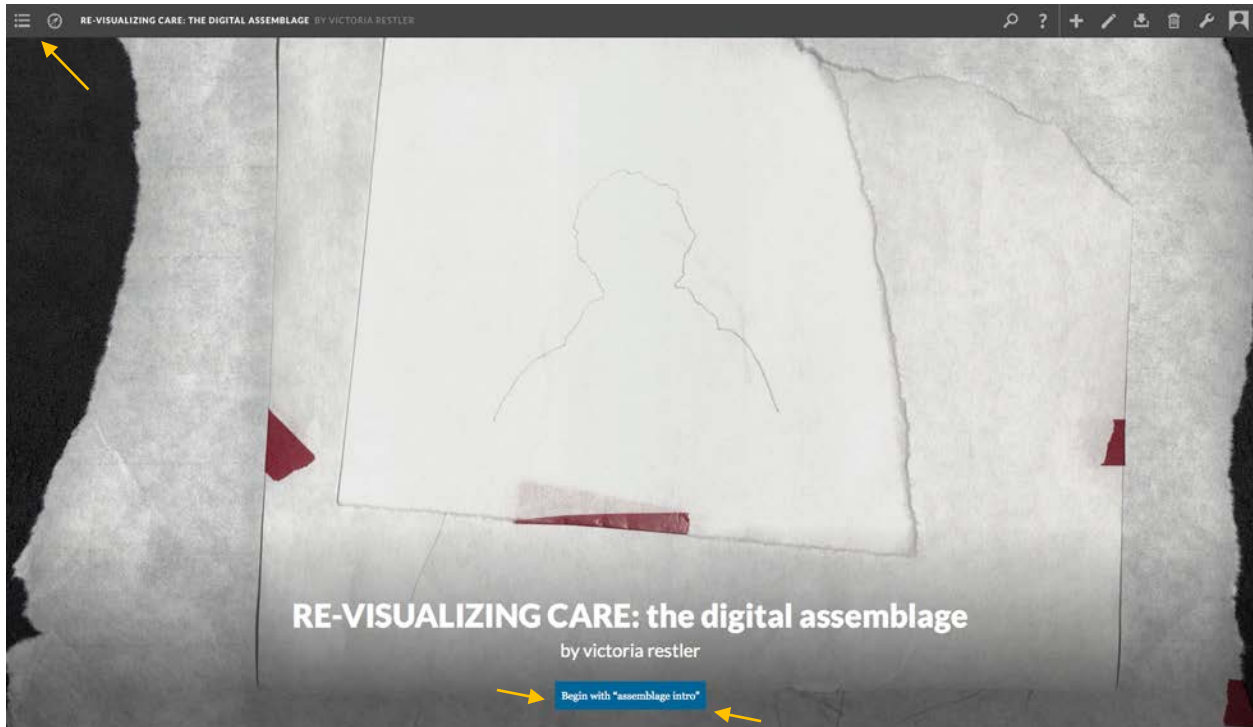 RE-VISUALIZING CARE: THE DIGITAL ASSEMBLAGE BY VICTORIA RESTLER
?
RE-VISUALIZING CARE: the digital assemblage
by victoria restler
Begin with "assemblage intro"